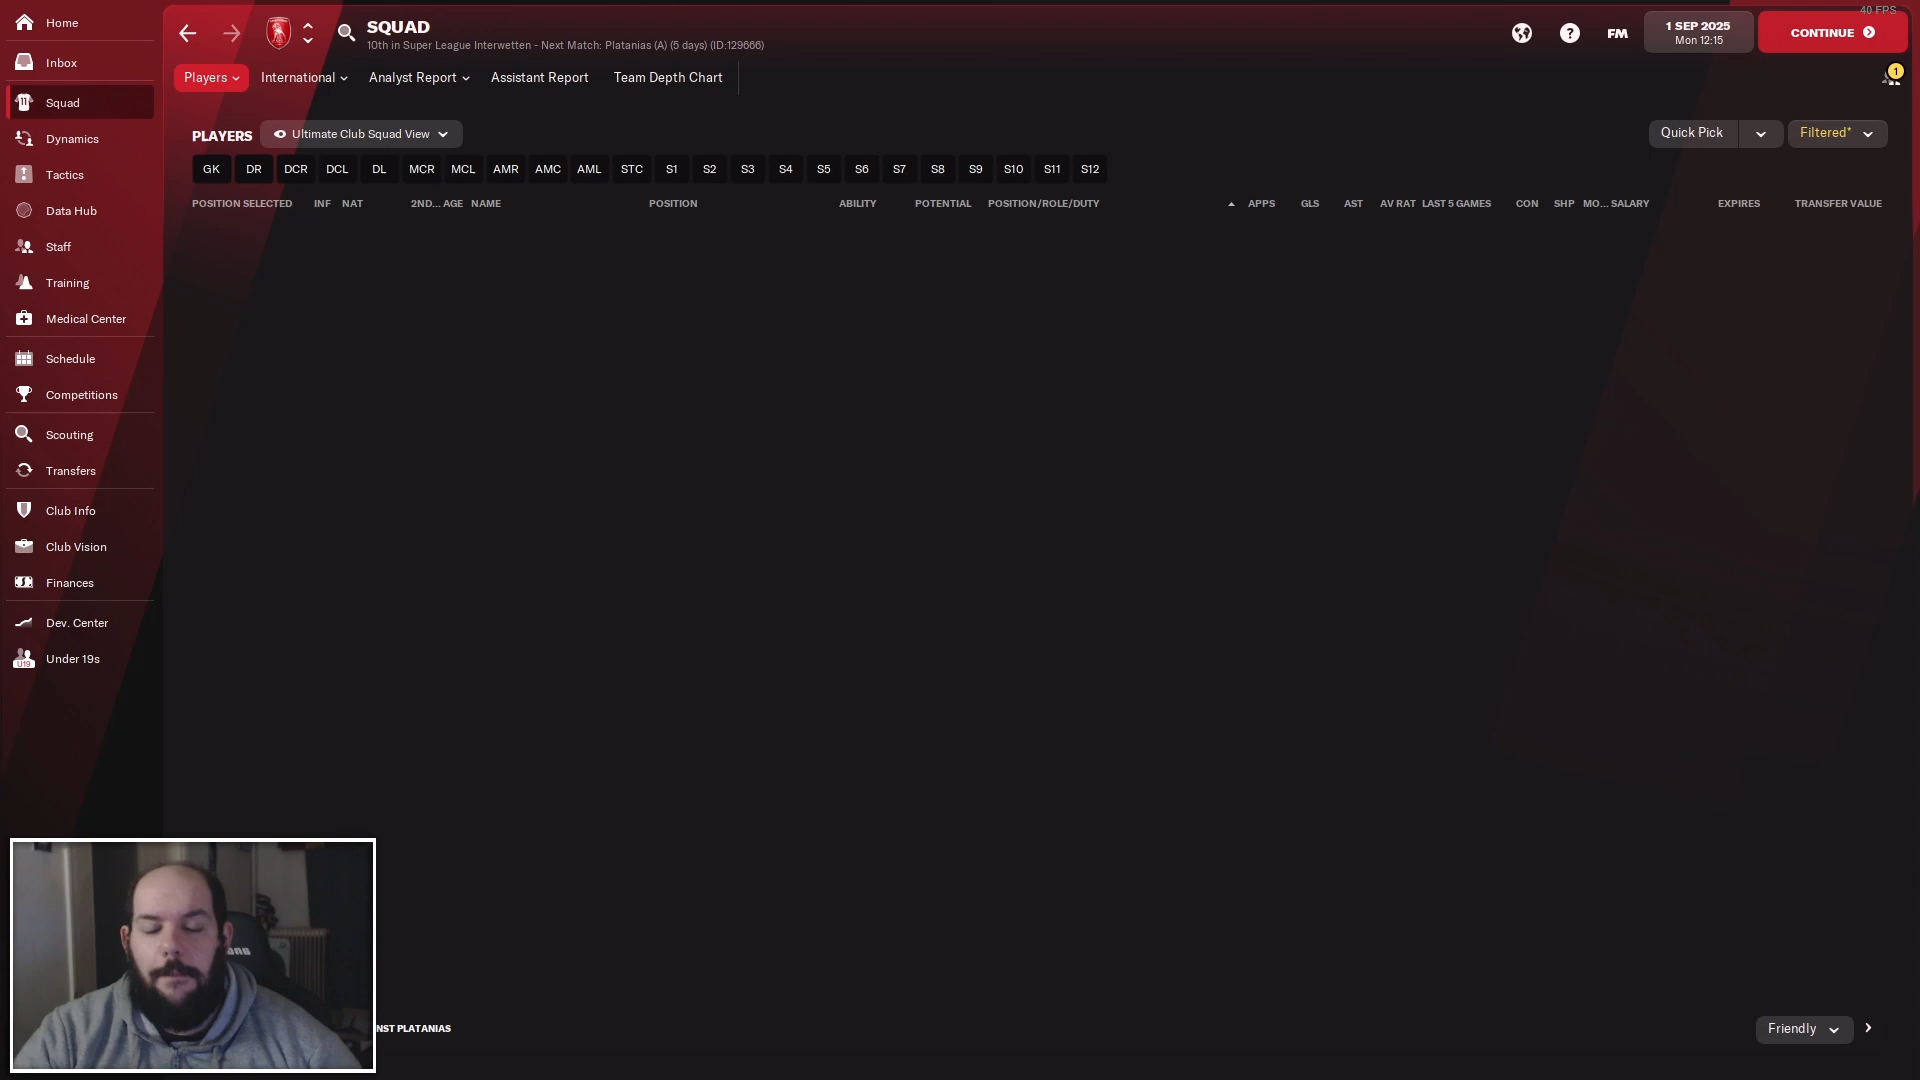 40 FPS
Home
Inbox
Squad
Dynamics
Tactics
Data Hub
Staff
Training
Medical Center
Schedule
Competitions
Scouting
Transfers
Club Info
Club Vision
Finances
Dev. Center
U19
Under 19s
SQUAD
10th in Super League Interwetten - Next Match: Platanias (A) (5 days) (ID:129666)
?
FM
1 SEP 2025
Mon 12:15
CONTINUE
Players
International
Analyst Report
Assistant Report
Team Depth Chart
1
PLAYERS
Ultimate Club Squad View
Quick Pick
Filtered*
GK DR DCR DCL DL MCR MCL AMR AMC AML STC S1 S2 S3 S4 S5 S6 S7 S8 S9 S10 S11 S12
POSITION SELECTED INF NAT 2ND... AGE NAME POSITION ABILITY POTENTIAL POSITION/ROLE/DUTY APPS GLS AST AV RAT LAST 5 GAMES CON SHP MO... SALARY EXPIRES TRANSFER VALUE
NST PLATANIAS
Friendly